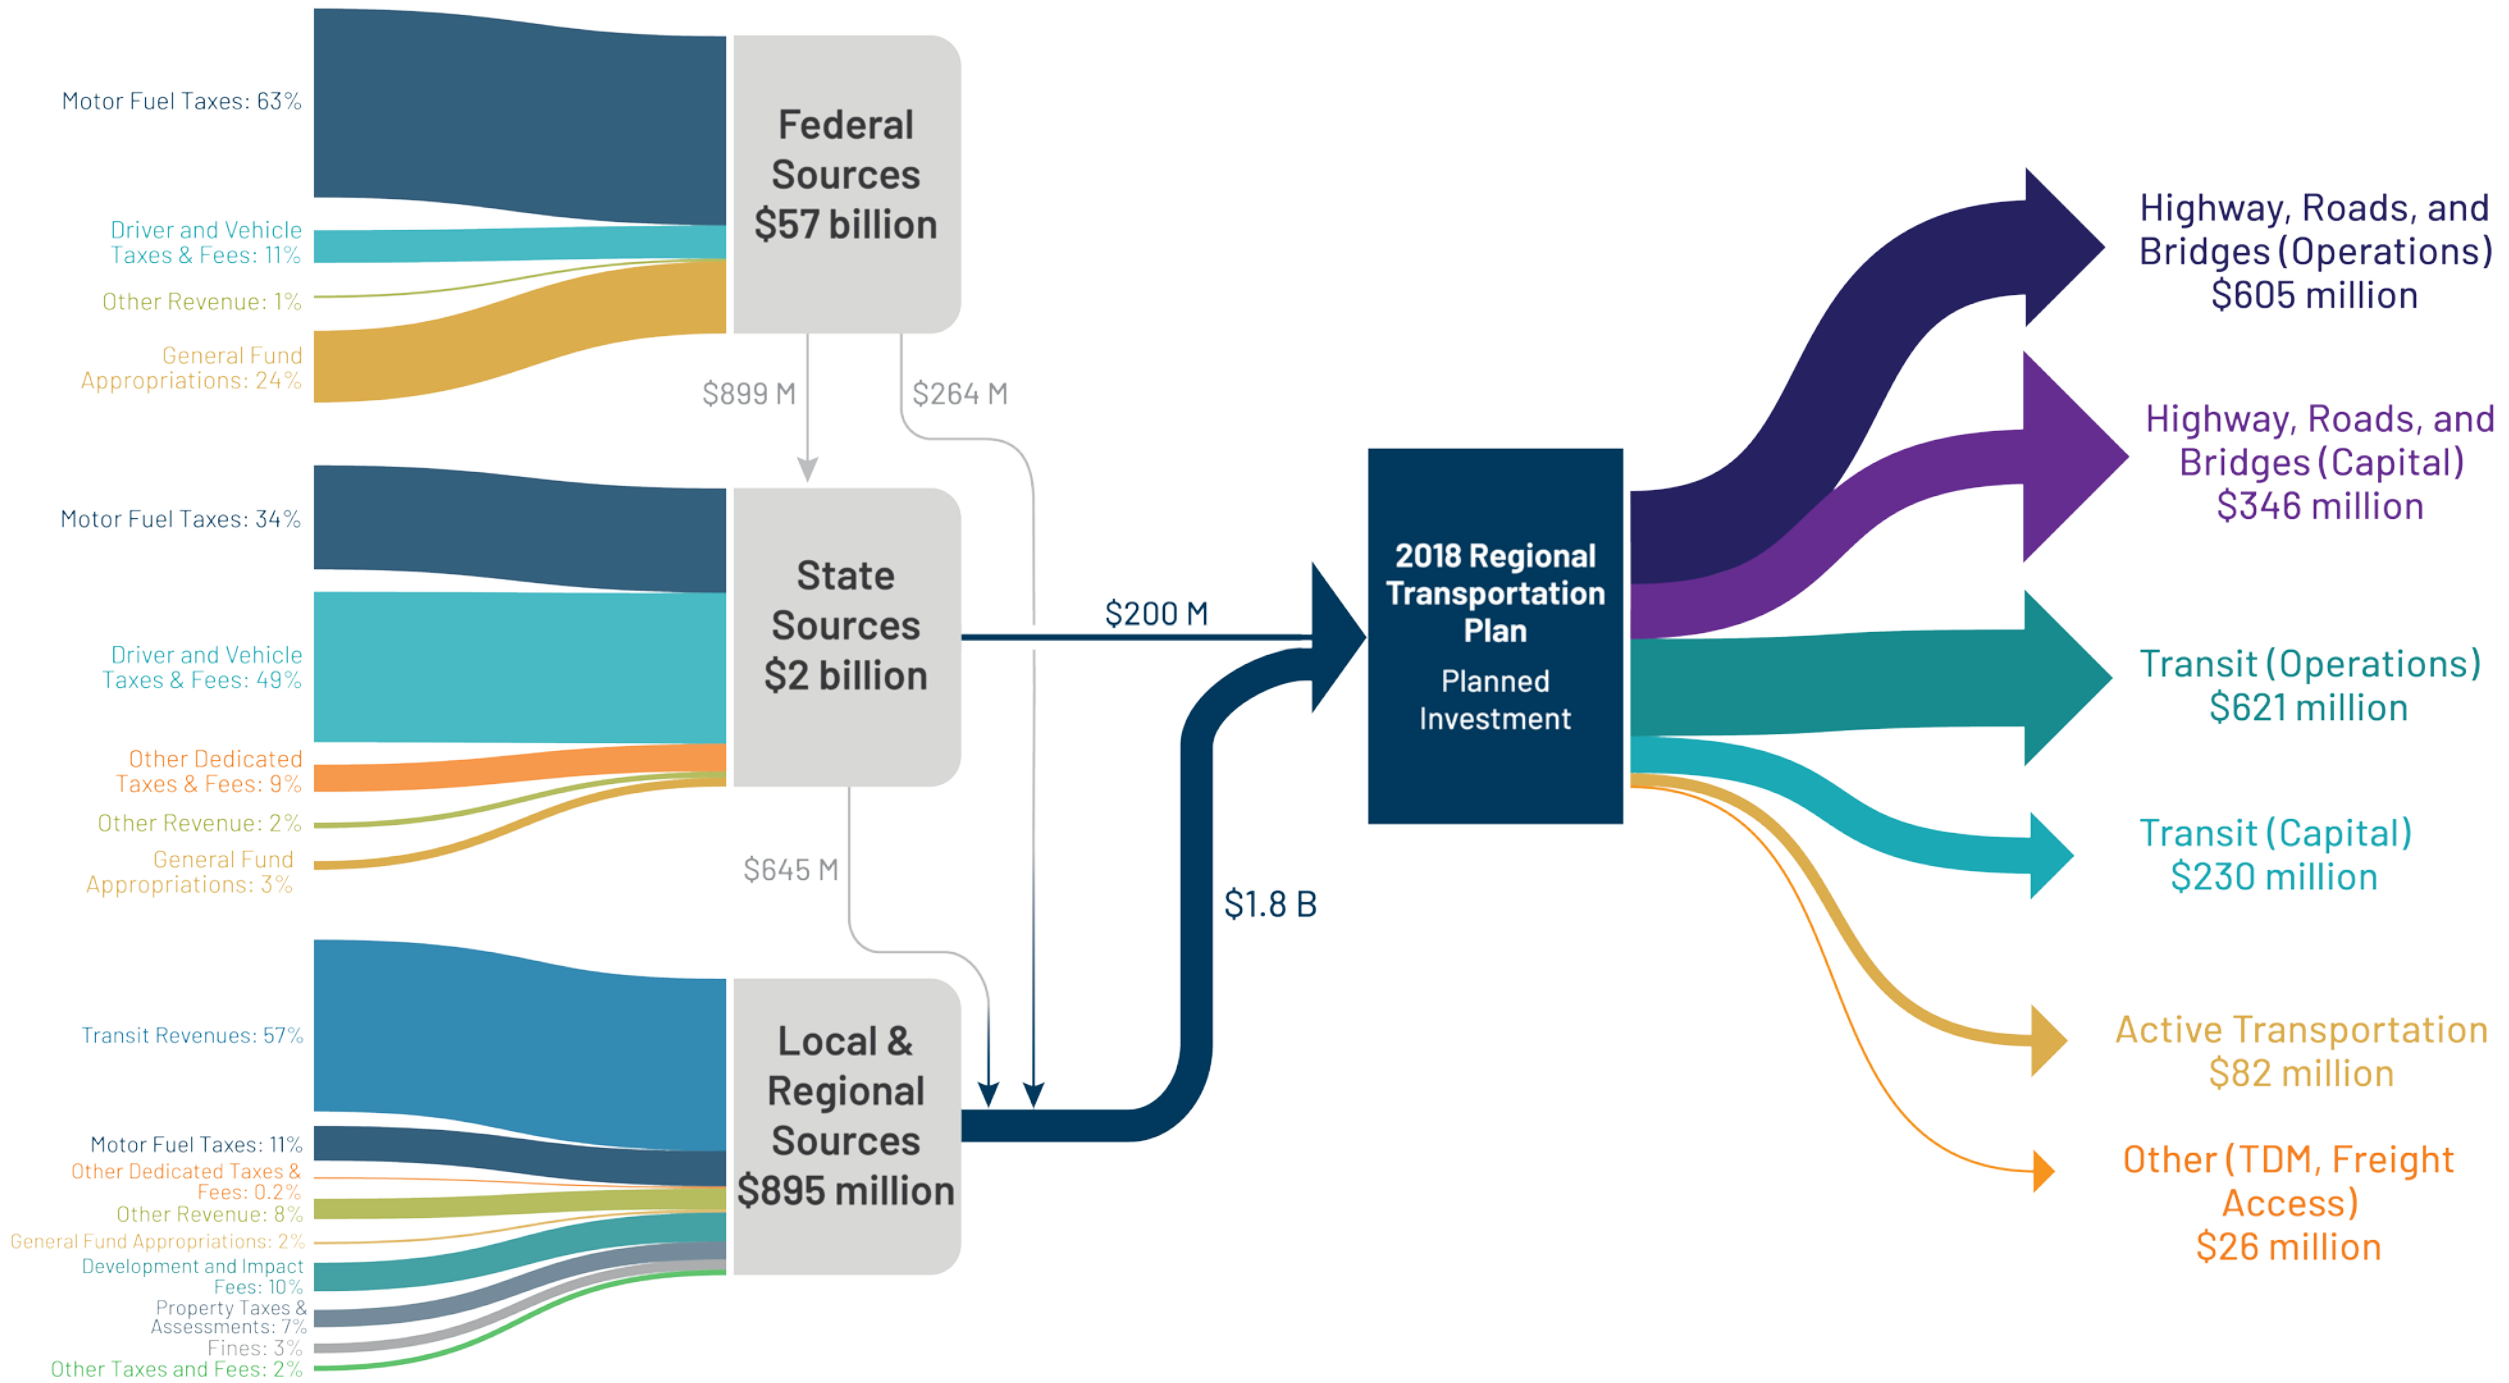 Motor Fuel Taxes: 63%
Driver and Vehicle
Taxes & Fees: 11%
Other Revenue: 1%
General Fund
Appropriations: 24%
Federal
Sources
$57 billion
$899 M
$264 M
Motor Fuel Taxes: 34%
Driver and Vehicle
Taxes & Fees: 49%
Other Dedicated
Taxes & Fees: 9%
Other Revenue: 2%
General Fund
Appropriations: 3%
State
Sources
$2 billion
$200 M
$645 M
$1.8 B
Transit Revenues: 57%
Motor Fuel Taxes: 11%
Other Dedicated Taxes &
Fees: 0.2%
Other Revenue: 8%
General Fund Appropriations: 2%
Development and Impact
Fees: 10%
Property Taxes &
Assessments: 7%
Fines: 3%
Other Taxes and Fees: 2%
Local &
Regional
Sources
$895 million
2018 Regional
Transportation
Plan
Planned
Investment
Highway, Roads, and
Bridges (Operations)
$605 million
Highway, Roads, and
Bridges (Capital)
$346 million
Transit (Operations)
$621 million
Transit (Capital)
$230 million
Active Transportation
$82 million
Other (TDM, Freight
Access)
$26 million